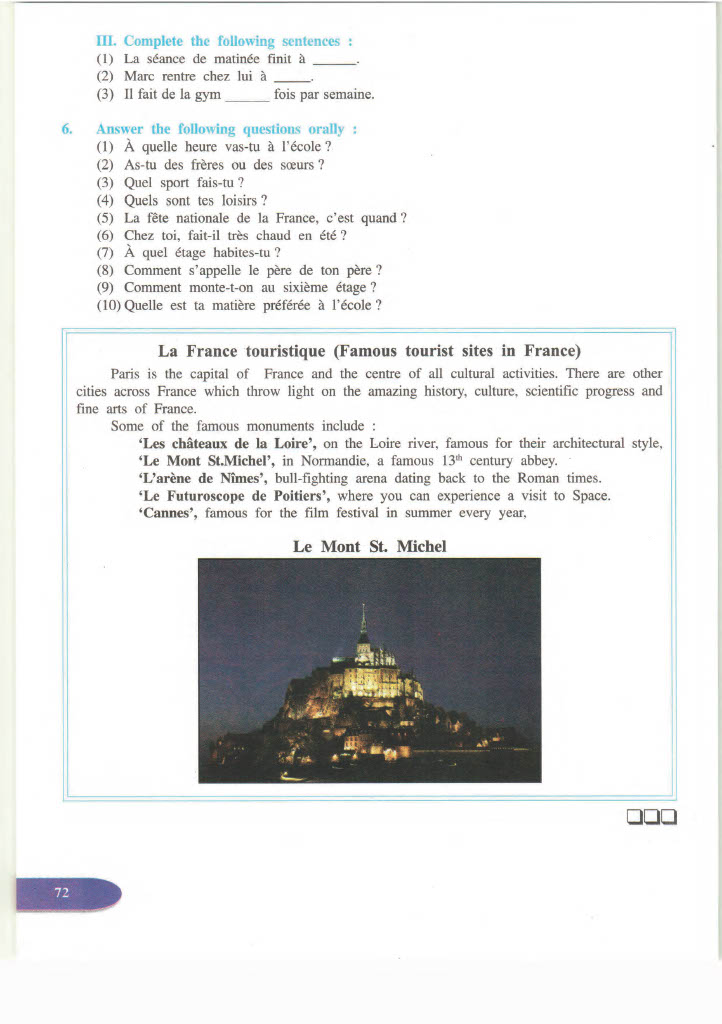 III. Complete the following sentences :
(1) La séance de matinée finit à ______.
(2) Marc rentre chez lui à _____.
(3) Il fait de la gym ______ fois par semaine.
6. Answer the following questions orally :
(1) À quelle heure vas-tu à l'école ?
(2) As-tu des frères ou des sœurs ?
(3) Quel sport fais-tu ?
(4) Quels sont tes loisirs ?
(5) La fête nationale de la France, c'est quand ?
(6) Chez toi, fait-il très chaud en été ?
(7) À quel étage habites-tu ?
(8) Comment s'appelle le père de ton père ?
(9) Comment monte-t-on au sixième étage ?
(10) Quelle est ta matière préférée à l'école ?
La France touristique (Famous tourist sites in France)
Paris is the capital of France and the centre of all cultural activities. There are other
cities across France which throw light on the amazing history, culture, scientific progress and
fine arts of France.
Some of the famous monuments include :
'Les châteaux de la Loire', on the Loire river, famous for their architectural style,
'Le Mont St.Michel', in Normandie, a famous 13th century abbey.
'L'arène de Nîmes', bull-fighting arena dating back to the Roman times.
'Le Futuroscope de Poitiers', where you can experience a visit to Space.
'Cannes', famous for the film festival in summer every year,
Le Mont St. Michel
72